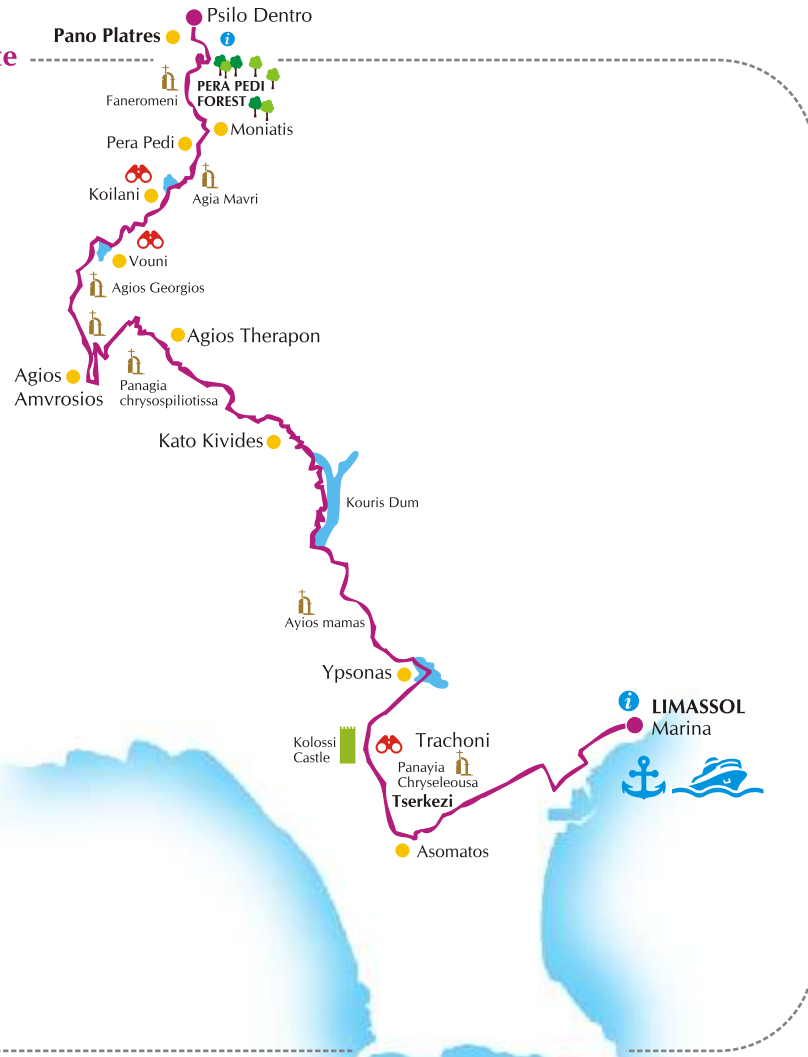 Psilo Dentro
Pano Platres
i
te
PERA PEDI
FOREST
Faneromeni
Moniatis
Pera Pedi
Koilani
Agia Mavri
Vouni
Agios Georgios
Agios Therapon
Agios
Amvrosios
Panagia
chrysospiliotissa
Kato Kivides
Kouris Dum
Ayios mamas
Ypsonas
i
LIMASSOL
Marina
Kolossi
Castle
Trachoni
Panayia
Chryseleousa
Tserkezi
Asomatos